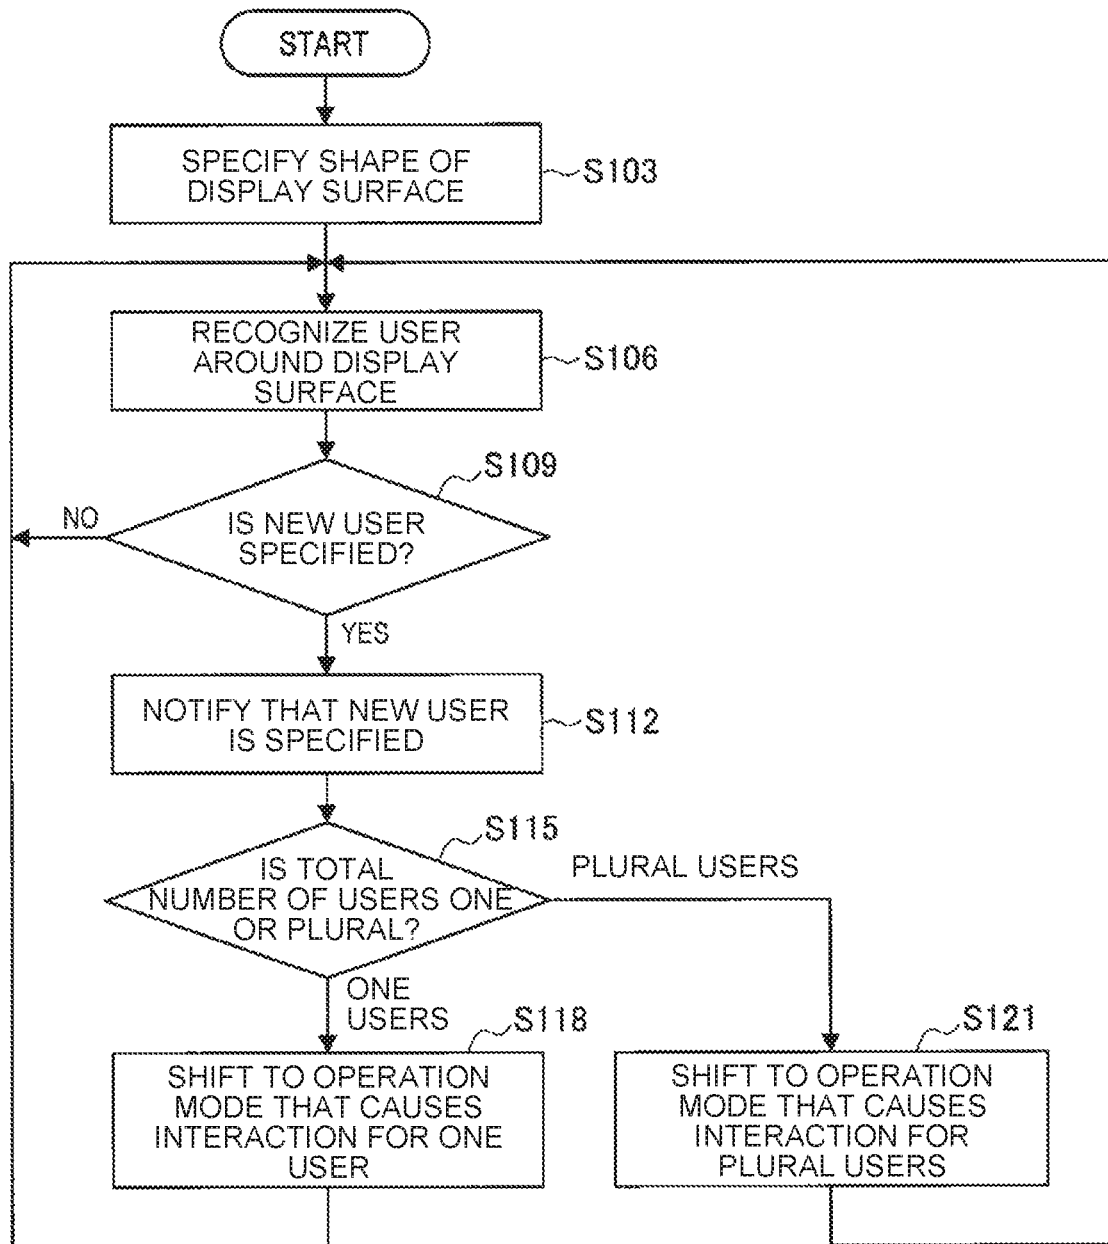 START
SPECIFY SHAPE OF
DISPLAY SURFACE
S103
RECOGNIZE USER
AROUND DISPLAY
SURFACE
S106
S109
IS NEW USER
SPECIFIED?
NO
YES
NOTIFY THAT NEW USER
IS SPECIFIED
S112
S115
IS TOTAL
NUMBER OF USERS ONE
OR PLURAL?
PLURAL USERS
ONE
USERS
S118
SHIFT TO OPERATION
MODE THAT CAUSES
INTERACTION FOR ONE
USER
S121
SHIFT TO OPERATION
MODE THAT CAUSES
INTERACTION FOR
PLURAL USERS